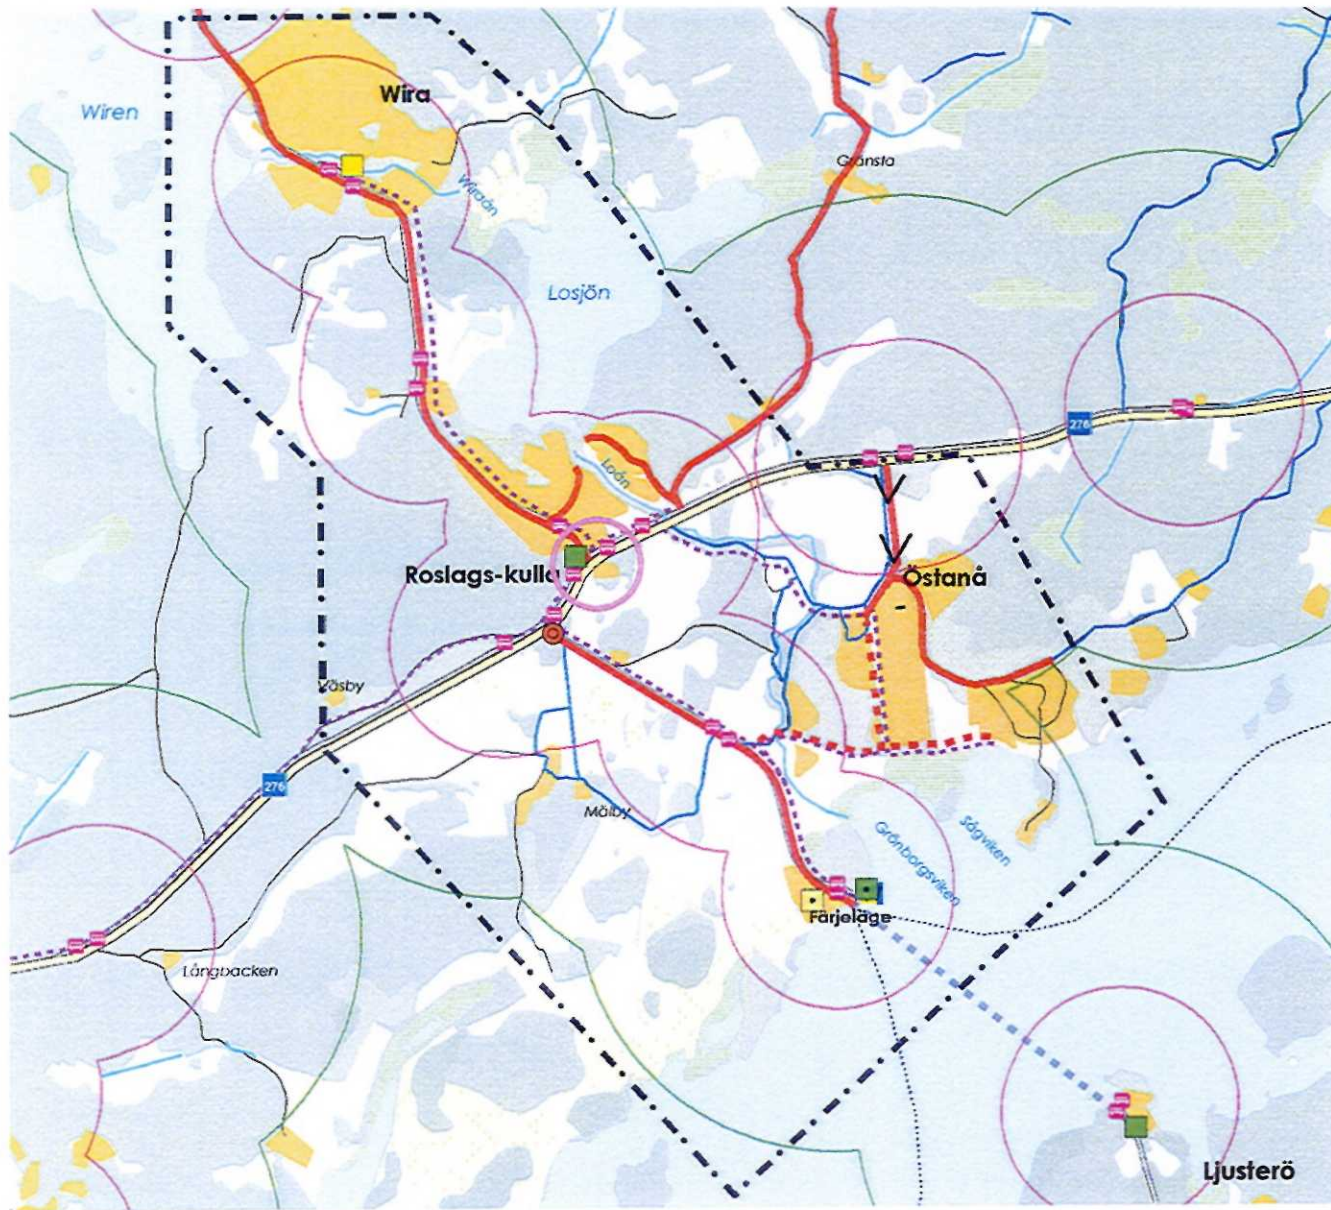 Wira
Wiren
Gränsta
Wiraån
Losjön
276
Loån
Roslags-kulla
Östanå
Väsby
276
Mälby
Grönborgsviken
Sågviken
Färjeläge
Långbacken
Ljusterö